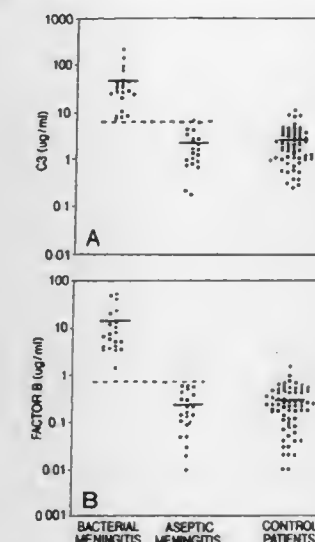 1000
100
10
1
0·1
0·01
C3 (ug/ml)
A
100
10
1
0·1
0·01
0·001
FACTOR B (ug/ml)
B
BACTERIAL MENINGITIS
ASEPTIC MENINGITIS
CONTROL PATIENTS